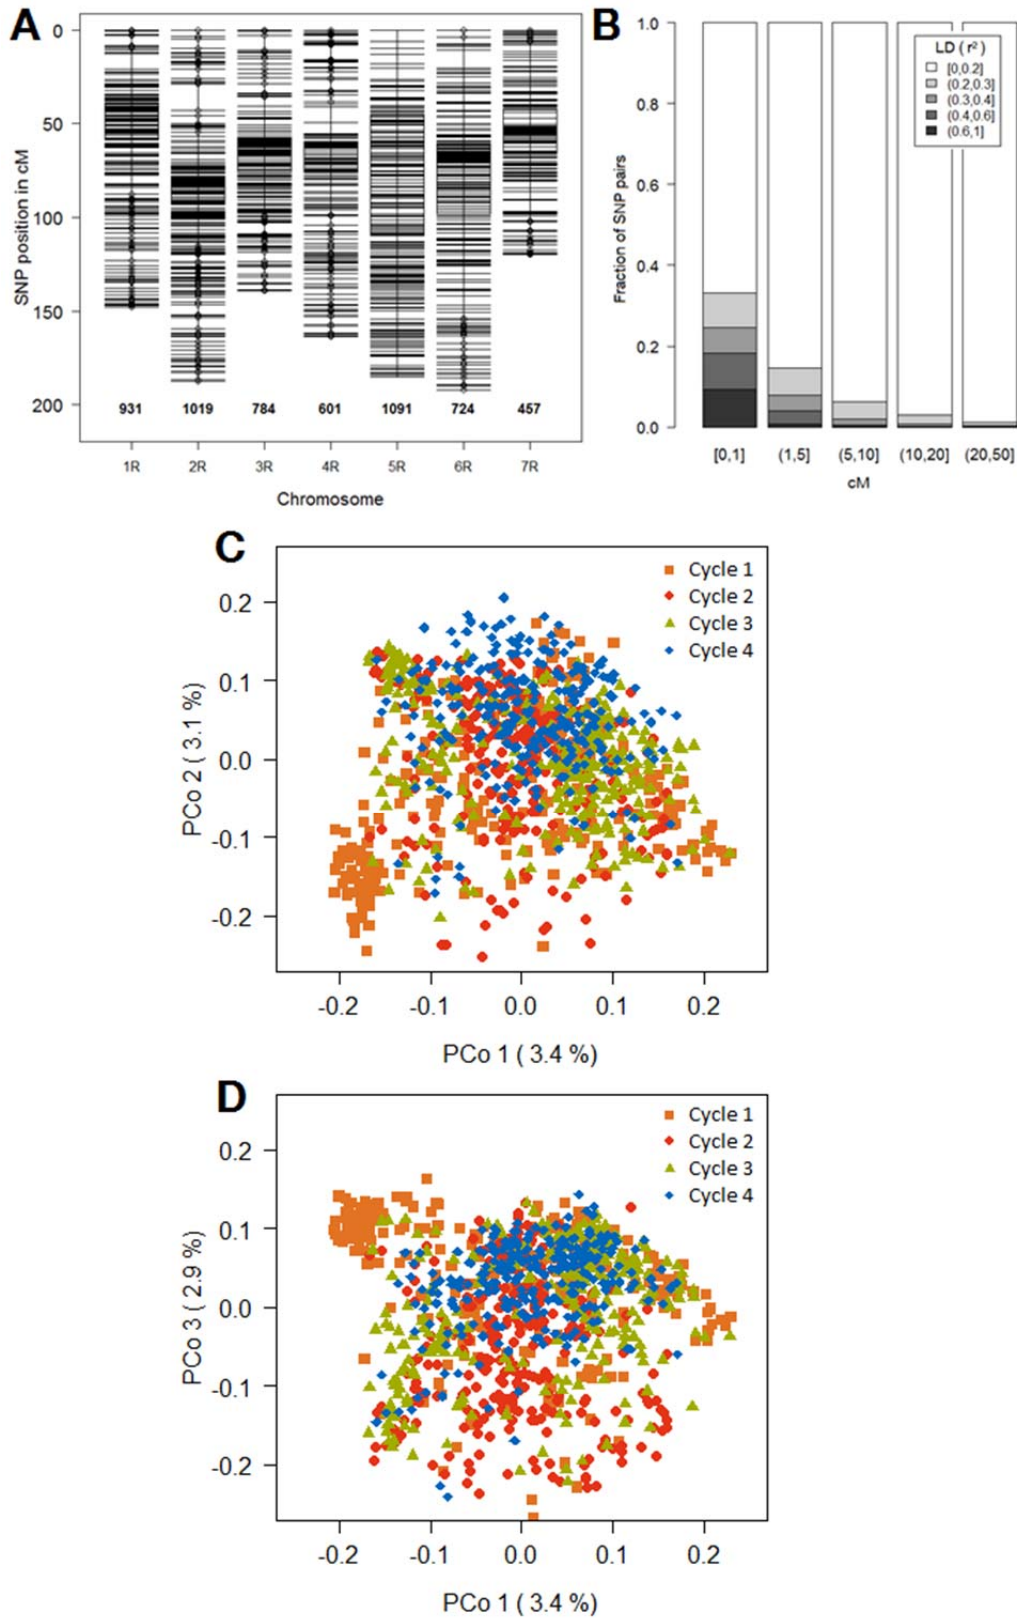 A
SNP position in cM
0
50
100
150
200
931 1019 784 601 1091 724 457
1R 2R 3R 4R 5R 6R 7R
Chromosome
B
Fraction of SNP pairs
1.0
0.8
0.6
0.4
0.2
0.0
LD ( r² )
[0,0.2]
(0.2,0.3]
(0.3,0.4]
(0.4,0.6]
(0.6,1]
[0,1] (1,5] (5,10] (10,20] (20,50]
cM
C
Cycle 1
Cycle 2
Cycle 3
Cycle 4
PCo 2 ( 3.1 %)
0.2
0.1
0.0
-0.1
-0.2
-0.2 -0.1 0.0 0.1 0.2
PCo 1 ( 3.4 %)
D
Cycle 1
Cycle 2
Cycle 3
Cycle 4
PCo 3 ( 2.9 %)
0.2
0.1
0.0
-0.1
-0.2
-0.2 -0.1 0.0 0.1 0.2
PCo 1 ( 3.4 %)